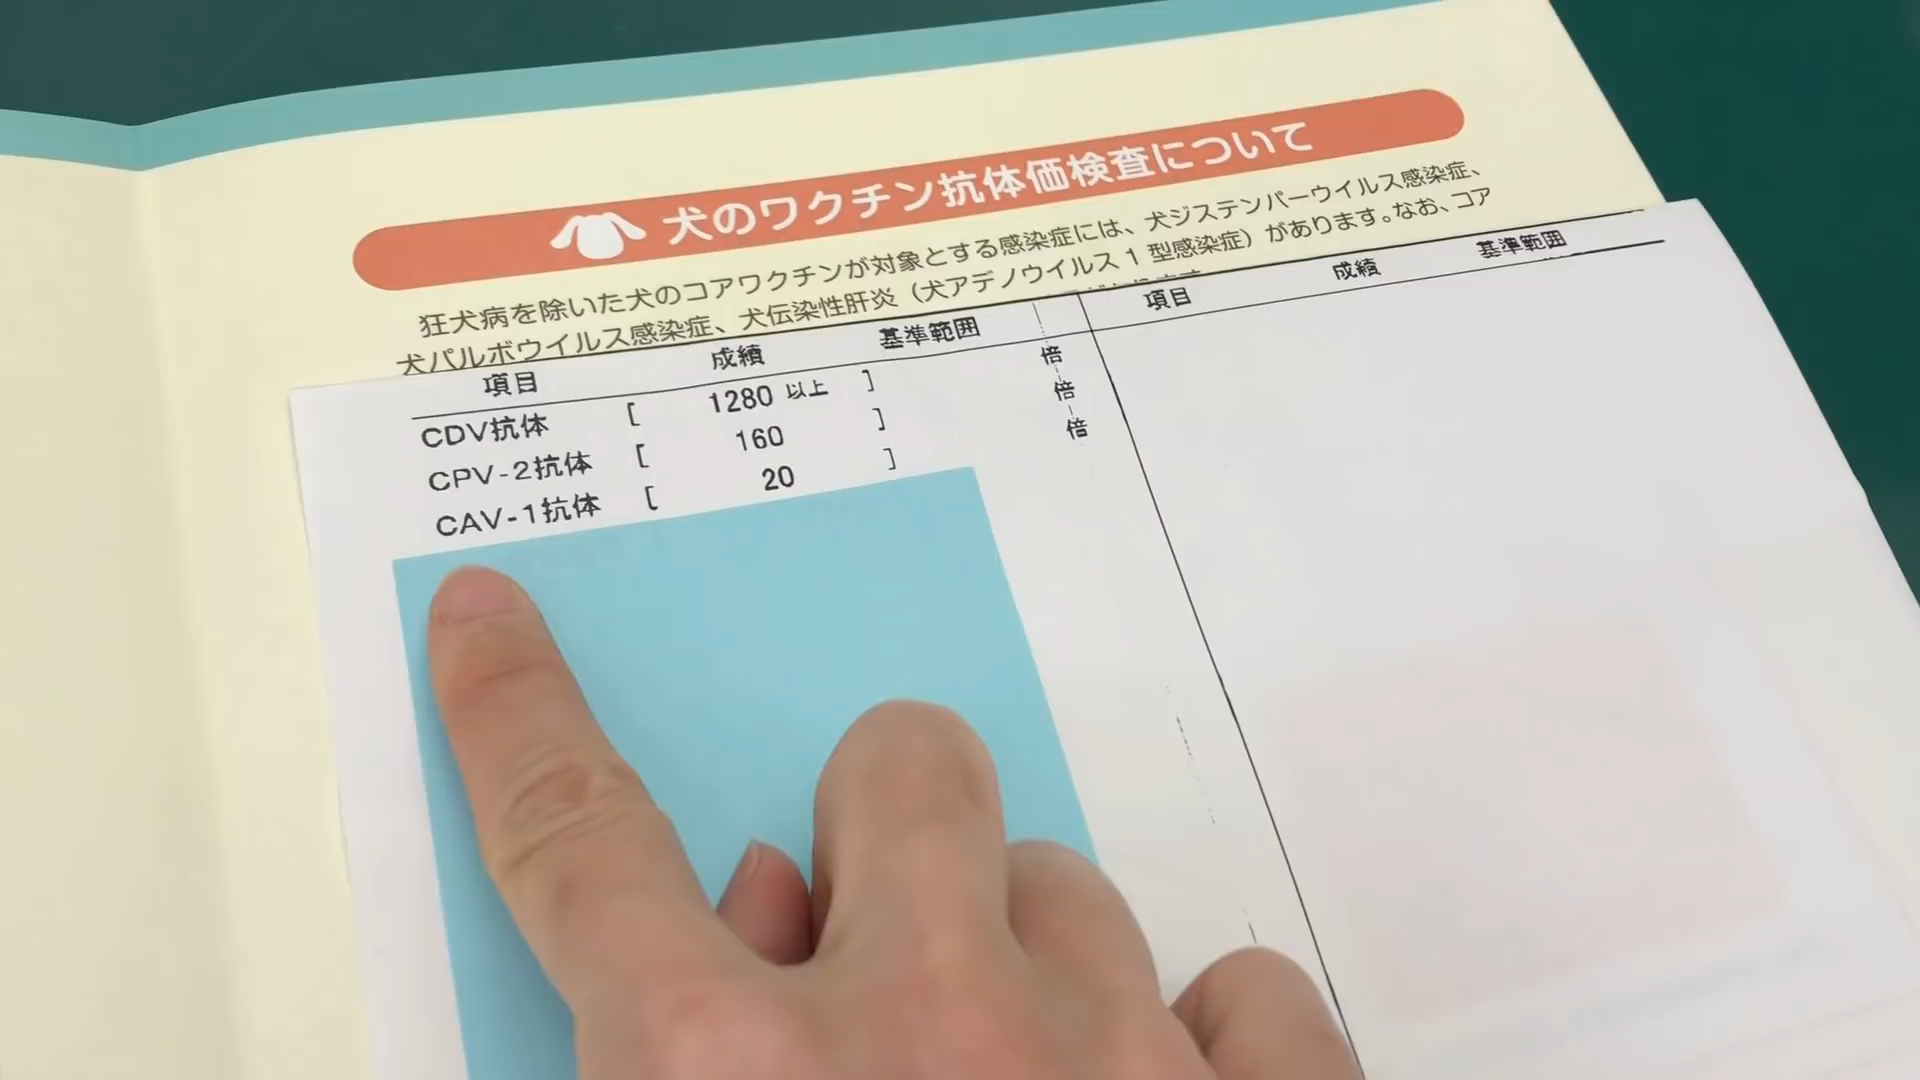 犬のワクチン抗体価検査について
狂犬病を除いた犬のコアワクチンが対象とする感染症には、犬ジステンパーウイルス感染症、
犬パルボウイルス感染症、犬伝染性肝炎（犬アデノウイルス1型感染症）があります。なお、コア
項目 成績 基準範囲 項目 成績 基準範囲
CDV抗体 [ 1280 以上 ] 倍
CPV-2抗体 [ 160 ] 倍
CAV-1抗体 [ 20 ] 倍